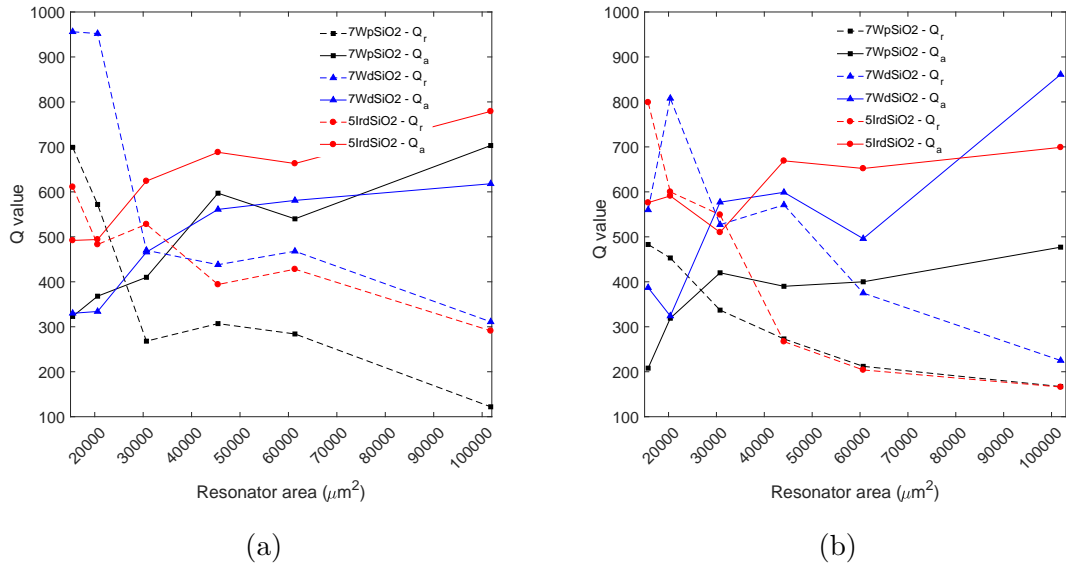 1000
900
800
700
600
500
400
300
200
100
Q value
7WpSiO2 - Qr
7WpSiO2 - Qa
7WdSiO2 - Qr
7WdSiO2 - Qa
5IrdSiO2 - Qr
5IrdSiO2 - Qa
20000 30000 40000 50000 60000 70000 80000 90000 100000
Resonator area (μm²)
(a)
1000
900
800
700
600
500
400
300
200
100
Q value
7WpSiO2 - Qr
7WpSiO2 - Qa
7WdSiO2 - Qr
7WdSiO2 - Qa
5IrdSiO2 - Qr
5IrdSiO2 - Qa
20000 30000 40000 50000 60000 70000 80000 90000 100000
Resonator area (μm²)
(b)